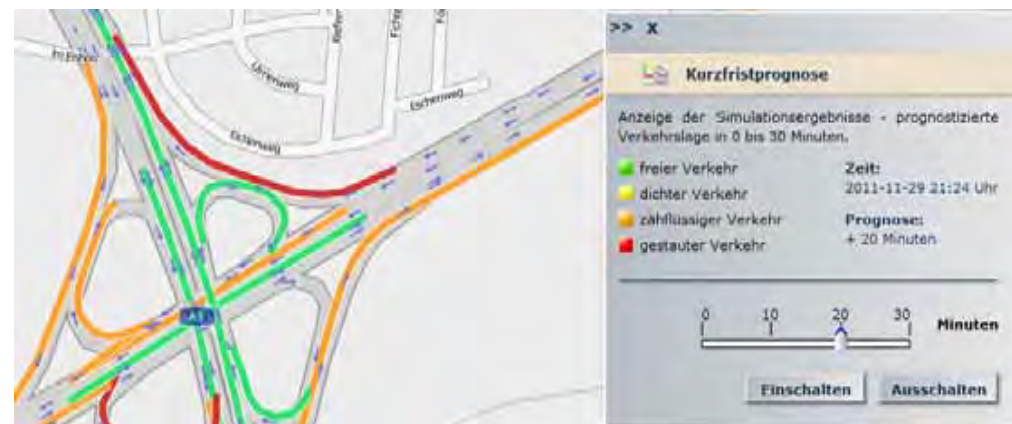 >> X
Kurzfristprognose
Anzeige der Simulationsergebnisse - prognostizierte
Verkehrslage in 0 bis 30 Minuten.
freier Verkehr
dichter Verkehr
zähflüssiger Verkehr
gestauter Verkehr
Zeit:
2011-11-29 21:24 Uhr
Prognose:
+ 20 Minuten
0 10 20 30
Minuten
Einschalten Ausschalten
Ulmenweg
Eichenweg
Eschenweg